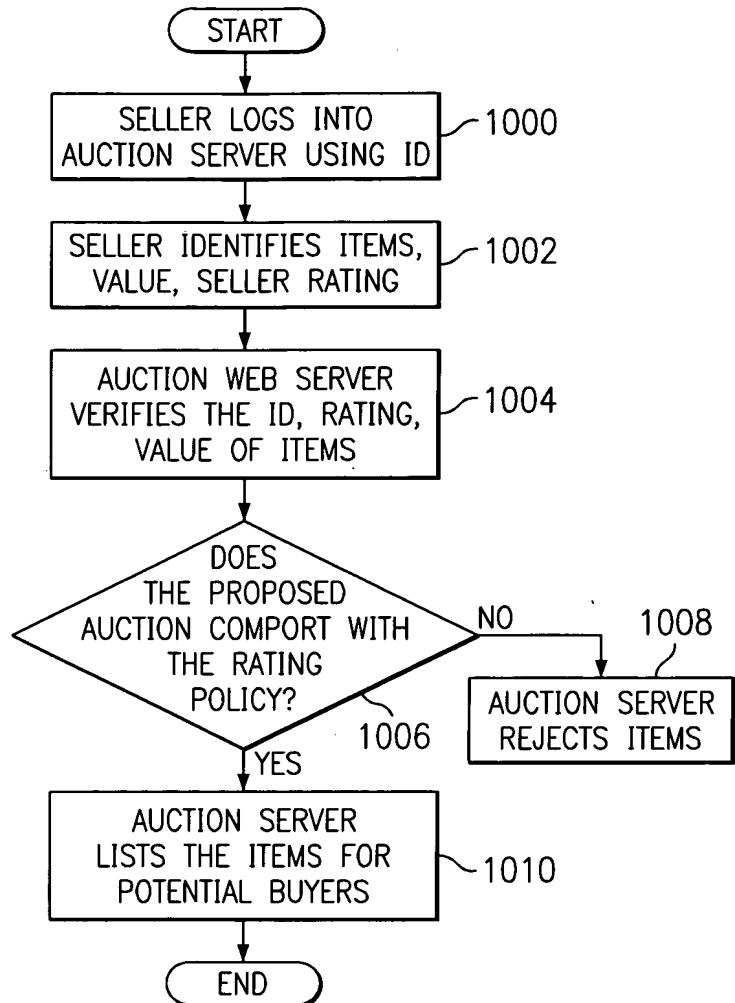 START
SELLER LOGS INTO
AUCTION SERVER USING ID
1000
SELLER IDENTIFIES ITEMS,
VALUE, SELLER RATING
1002
AUCTION WEB SERVER
VERIFIES THE ID, RATING,
VALUE OF ITEMS
1004
DOES
THE PROPOSED
AUCTION COMPORT WITH
THE RATING
POLICY?
1006
NO
1008
AUCTION SERVER
REJECTS ITEMS
YES
AUCTION SERVER
LISTS THE ITEMS FOR
POTENTIAL BUYERS
1010
END